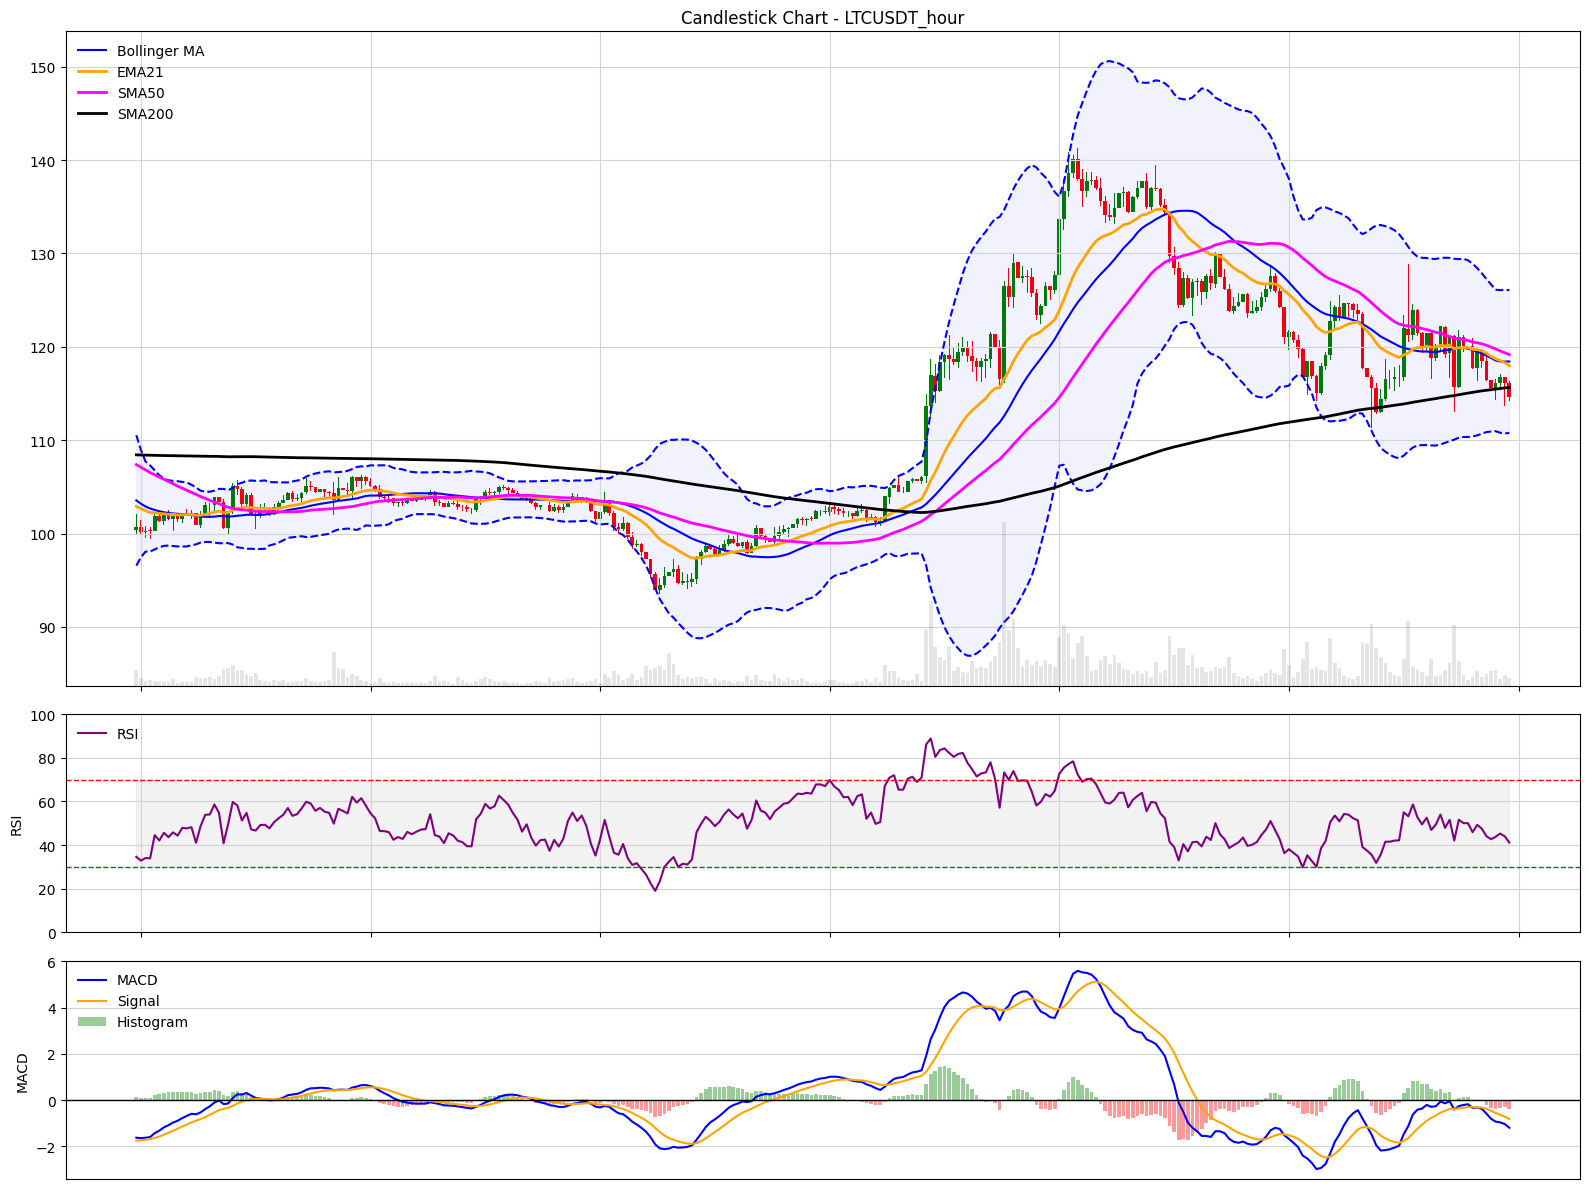 Candlestick Chart - LTCUSDT_hour
Bollinger MA
EMA21
SMA50
SMA200
150
140
130
120
110
100
90
RSI
100
80
60
40
20
0
RSI
MACD
Signal
Histogram
6
4
2
0
−2
MACD